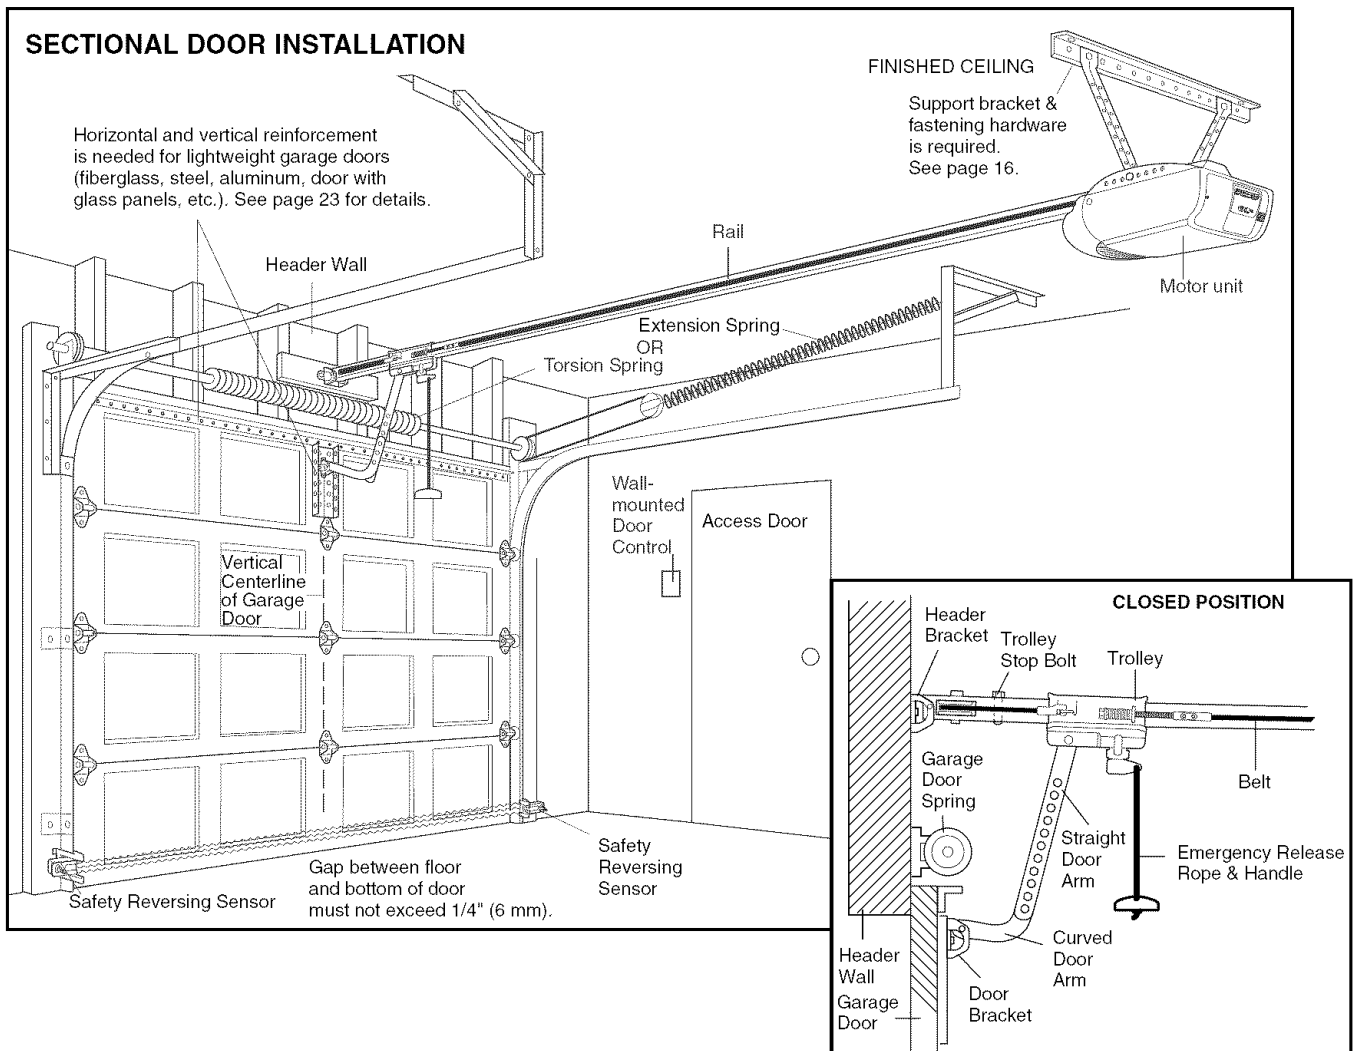 SECTIONAL DOOR INSTALLATION
FINISHED CEILING
Support bracket &
fastening hardware
is required.
See page 16.
Horizontal and vertical reinforcement
is needed for lightweight garage doors
(fiberglass, steel, aluminum, door with
glass panels, etc.). See page 23 for details.
Rail
Header Wall
Motor unit
Extension Spring
OR
Torsion Spring
Wall-
mounted
Door
Control
Access Door
Vertical
Centerline
of Garage
Door
Safety
Reversing
Sensor
Gap between floor
and bottom of door
must not exceed 1/4" (6 mm).
Safety Reversing Sensor
CLOSED POSITION
Header
Bracket
Trolley
Stop Bolt
Trolley
Garage
Door
Spring
Belt
Straight
Door
Arm
Emergency Release
Rope & Handle
Curved
Door
Arm
Header
Wall
Door
Bracket
Garage
Door